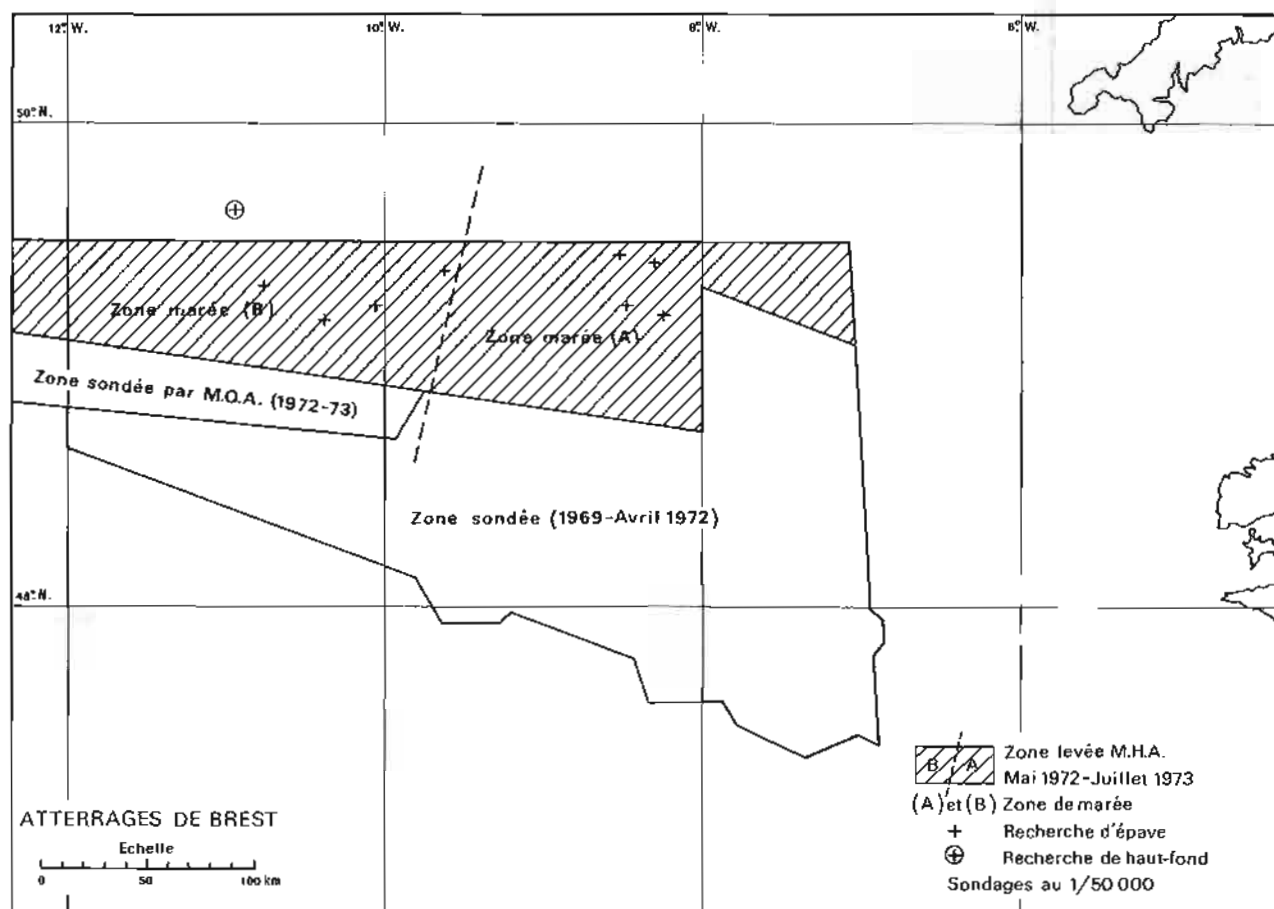 12°W.
10°W.
8°W.
6°W.
50°N.
Zone marée (B)
Zone marée (A)
Zone sondée par M.O.A. (1972-73)
Zone sondée (1969-Avril 1972)
48°N.
B A Zone levée M.H.A.
Mai 1972-Juillet 1973
(A) et (B) Zone de marée
+ Recherche d'épave
⊕ Recherche de haut-fond
Sondages au 1/50 000
ATTERRAGES DE BREST
Echelle
0 50 100 km